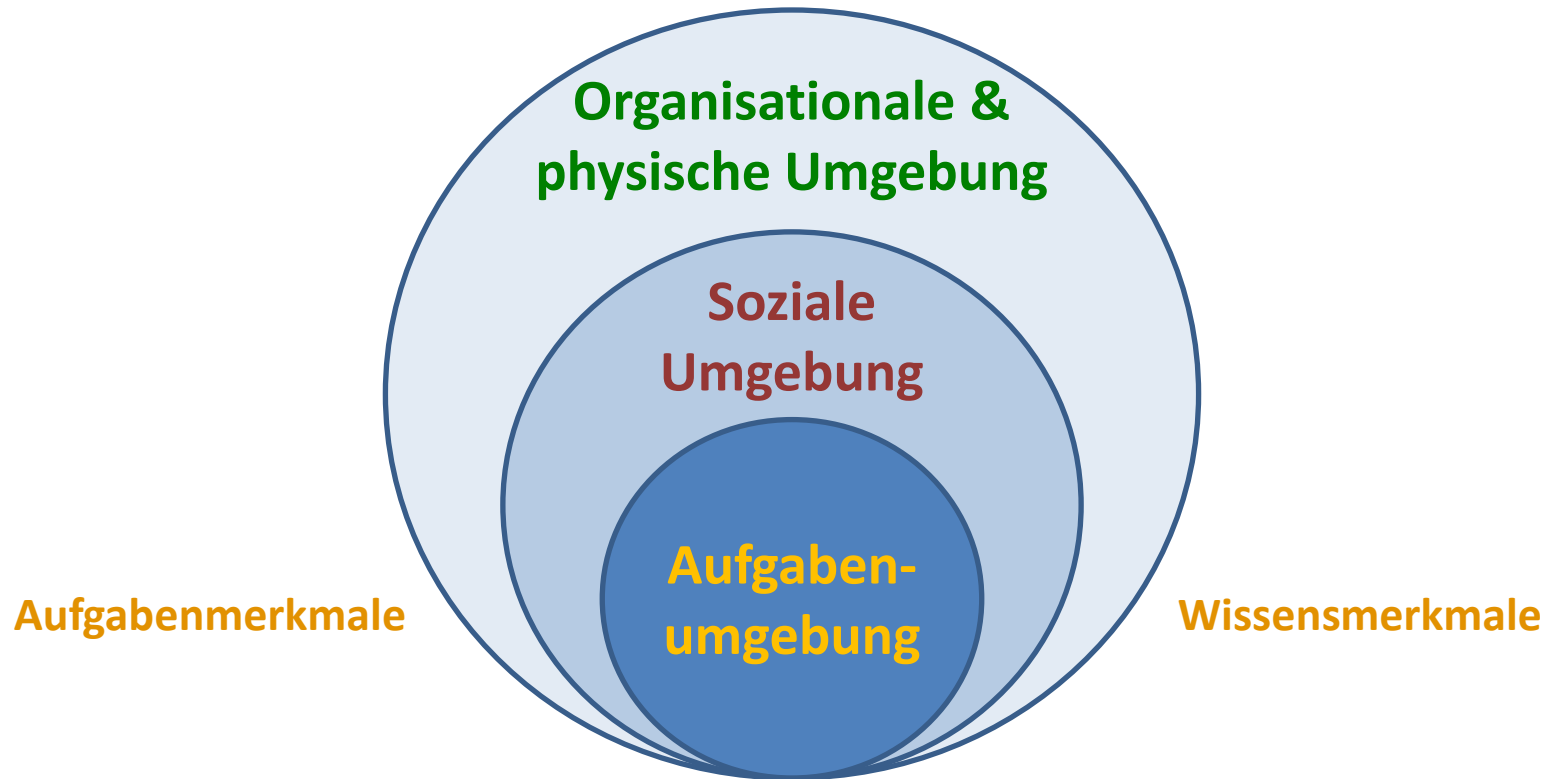 Organisationale &
physische Umgebung
Soziale
Umgebung
Aufgaben-
umgebung
Aufgabenmerkmale
Wissensmerkmale